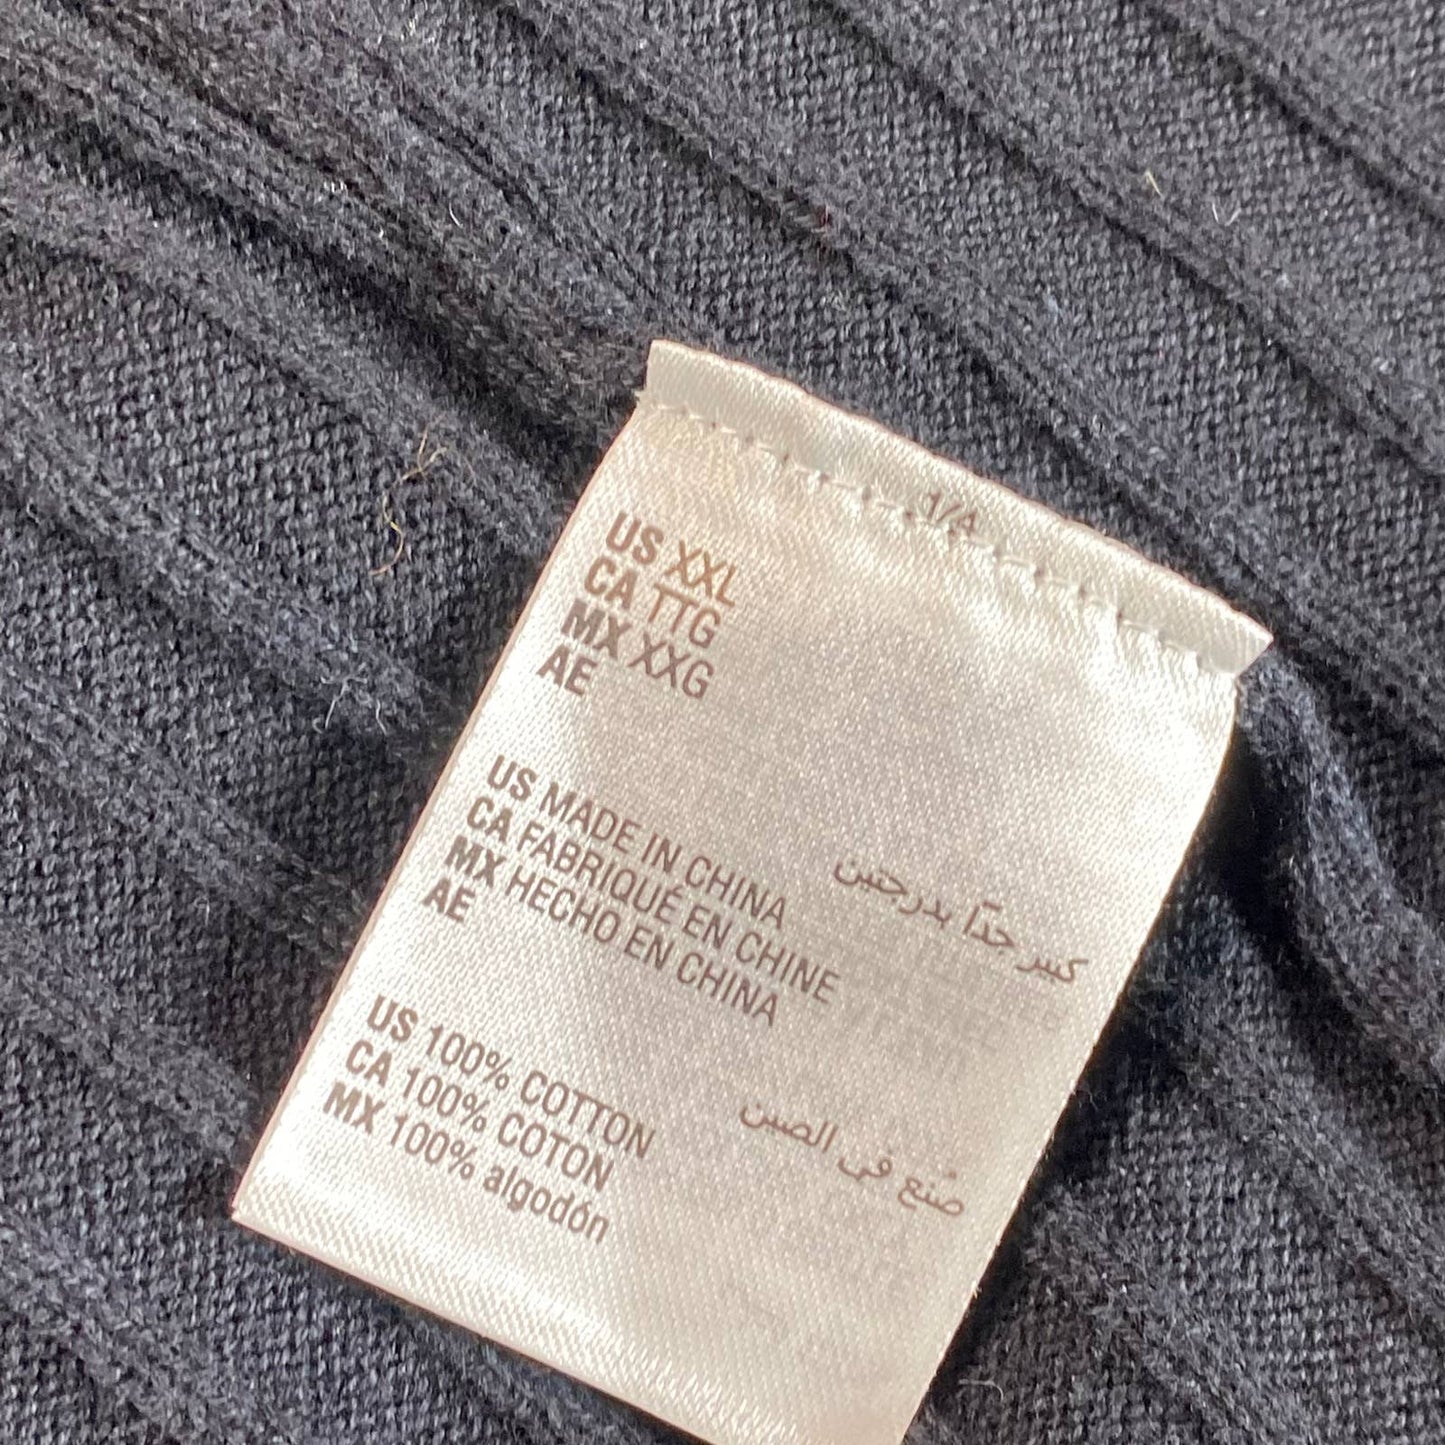 1/4
US XXL
CA TTG
MX XXG
AE
كبير جداً بدرجتين
US MADE IN CHINA
CA FABRIQUÉ EN CHINE
MX HECHO EN CHINA
AE
صُنع في الصين
US 100% COTTON
CA 100% COTON
MX 100% algodón